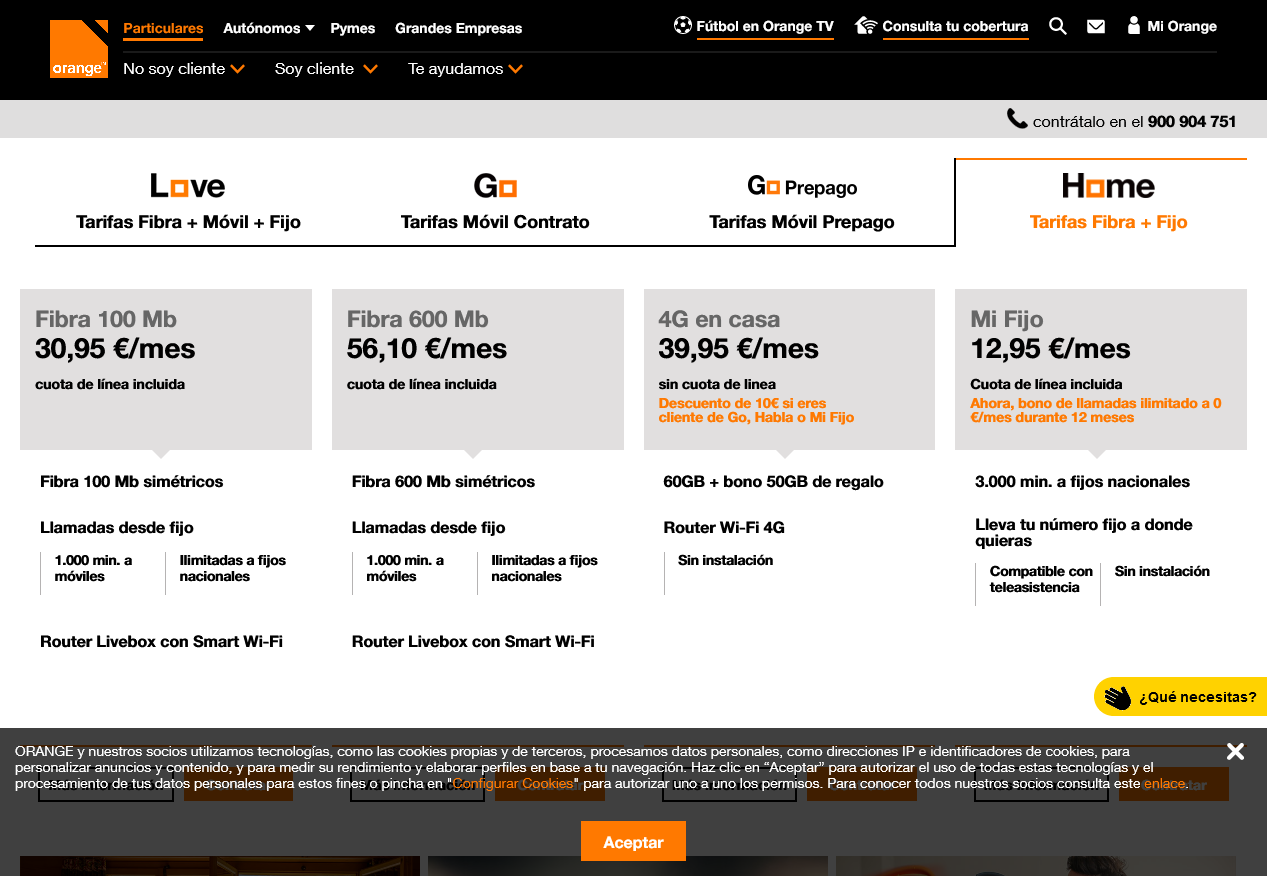 orange™
Particulares
Autónomos
Pymes
Grandes Empresas
Fútbol en Orange TV
Consulta tu cobertura
Mi Orange
No soy cliente
Soy cliente
Te ayudamos
contrátalo en el 900 904 751
Love
Tarifas Fibra + Móvil + Fijo
Go
Tarifas Móvil Contrato
Go Prepago
Tarifas Móvil Prepago
Home
Tarifas Fibra + Fijo
Fibra 100 Mb
30,95 €/mes
cuota de línea incluida
Fibra 100 Mb simétricos
Llamadas desde fijo
1.000 min. a
móviles
Ilimitadas a fijos
nacionales
Router Livebox con Smart Wi-Fi
Fibra 600 Mb
56,10 €/mes
cuota de línea incluida
Fibra 600 Mb simétricos
Llamadas desde fijo
1.000 min. a
móviles
Ilimitadas a fijos
nacionales
Router Livebox con Smart Wi-Fi
4G en casa
39,95 €/mes
sin cuota de linea
Descuento de 10€ si eres
cliente de Go, Habla o Mi Fijo
60GB + bono 50GB de regalo
Router Wi-Fi 4G
Sin instalación
Mi Fijo
12,95 €/mes
Cuota de línea incluida
Ahora, bono de llamadas ilimitado a 0
€/mes durante 12 meses
3.000 min. a fijos nacionales
Lleva tu número fijo a donde
quieras
Compatible con
teleasistencia
Sin instalación
¿Qué necesitas?
ORANGE y nuestros socios utilizamos tecnologías, como las cookies propias y de terceros, procesamos datos personales, como direcciones IP e identificadores de cookies, para
personalizar anuncios y contenido, y para medir su rendimiento y elaborar perfiles en base a tu navegación. Haz clic en “Aceptar” para autorizar el uso de todas estas tecnologías y el
procesamiento de tus datos personales para estos fines o pincha en "Configurar Cookies" para autorizar uno a uno los permisos. Para conocer todos nuestros socios consulta este enlace.
Aceptar